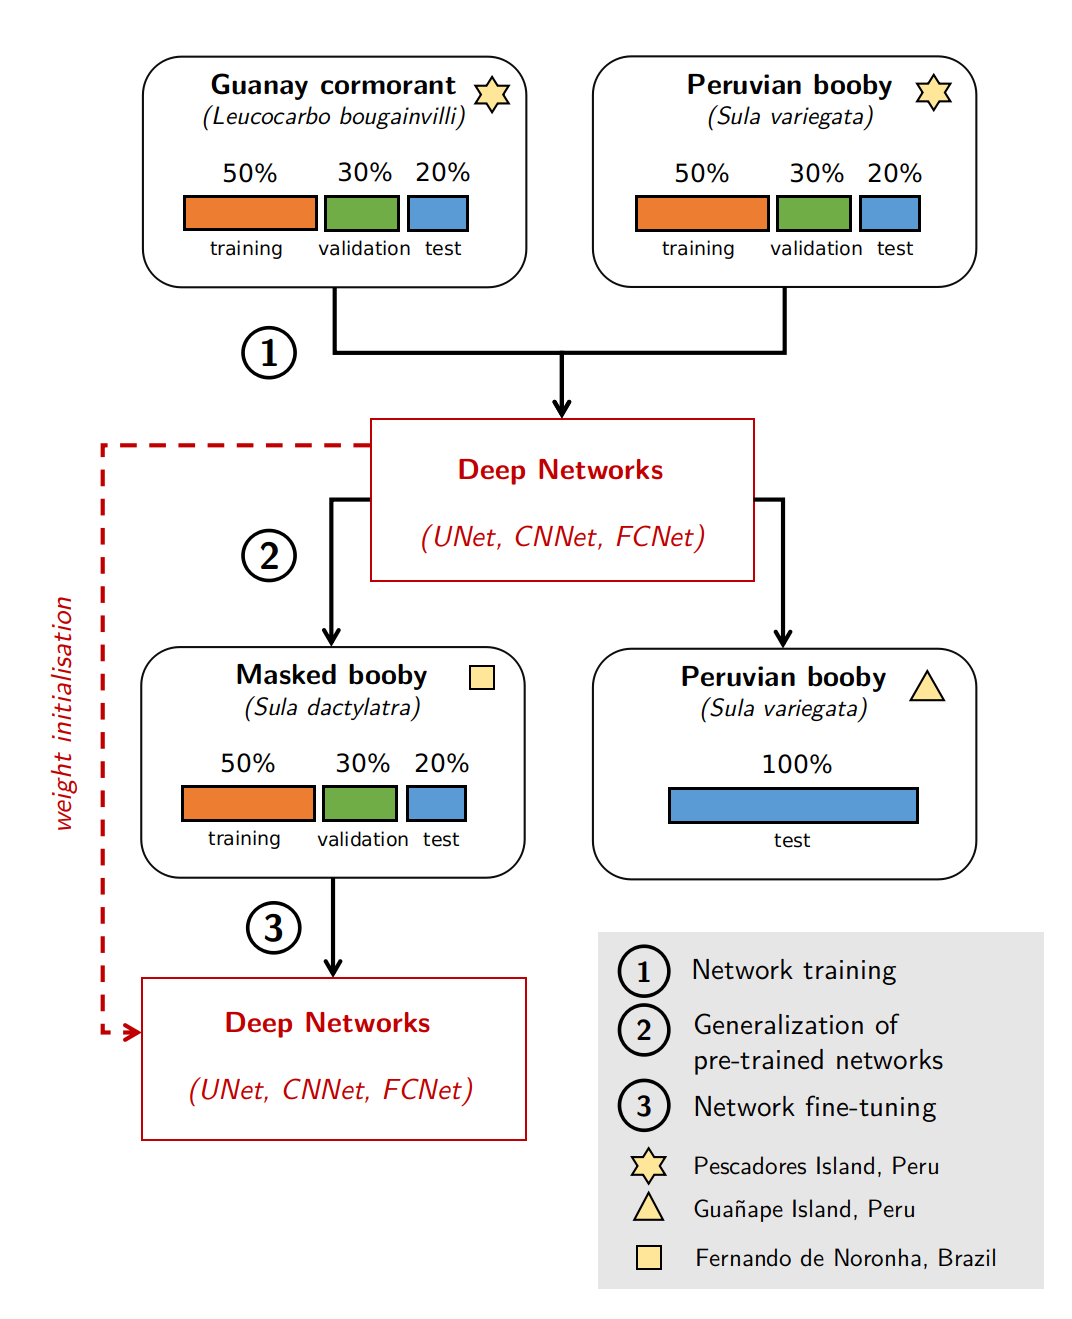 Guanay cormorant
(Leucocarbo bougainvilli)
50% 30% 20%
training validation test
Peruvian booby
(Sula variegata)
50% 30% 20%
training validation test
1
Deep Networks
(UNet, CNNet, FCNet)
2
weight initialisation
Masked booby
(Sula dactylatra)
50% 30% 20%
training validation test
Peruvian booby
(Sula variegata)
100%
test
3
Deep Networks
(UNet, CNNet, FCNet)
1 Network training
2 Generalization of
pre-trained networks
3 Network fine-tuning
Pescadores Island, Peru
Guañape Island, Peru
Fernando de Noronha, Brazil